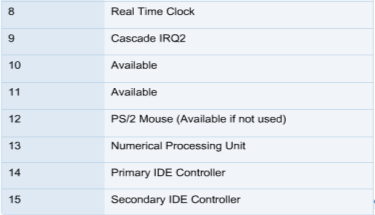 8 Real Time Clock
9 Cascade IRQ2
10 Available
11 Available
12 PS/2 Mouse (Available if not used)
13 Numerical Processing Unit
14 Primary IDE Controller
15 Secondary IDE Controller